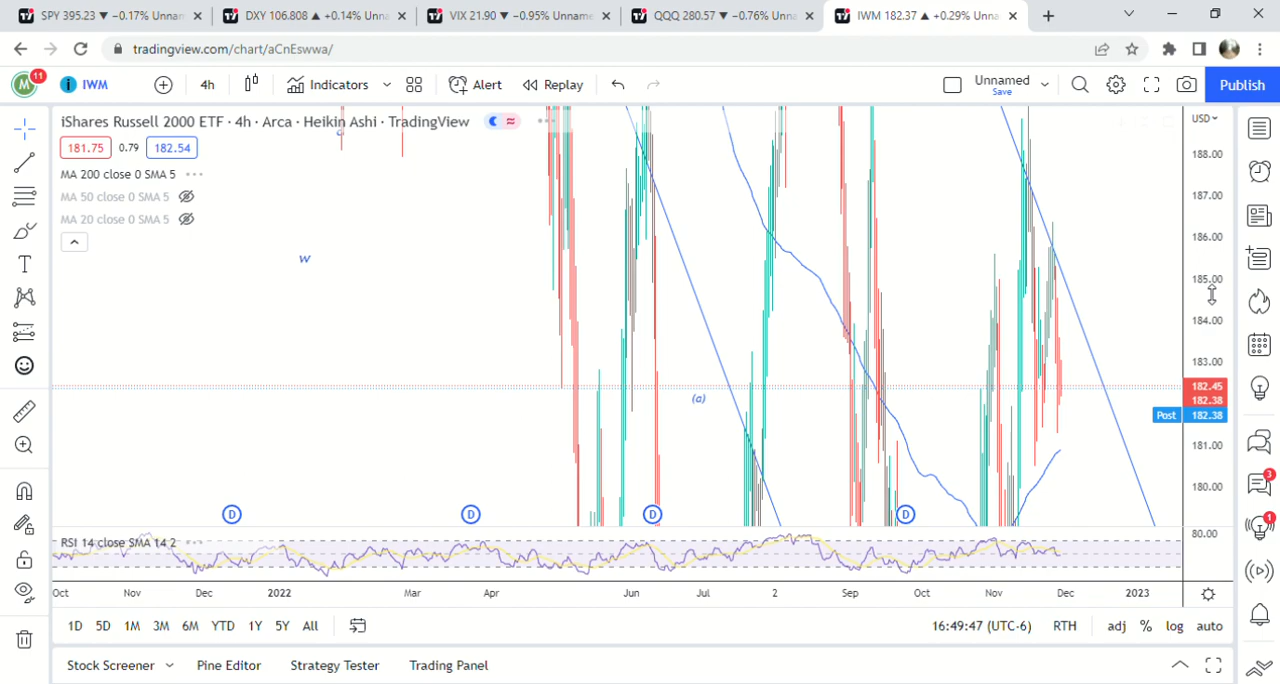 SPY 395.23 ▼ −0.17% Unnam
DXY 106.808 ▲ +0.14% Unna
VIX 21.90 ▼ −0.95% Unname
QQQ 280.57 ▼ −0.76% Unna
IWM 182.37 ▲ +0.29% Unna
tradingview.com/chart/aCnEswwa/
M 11 IWM 4h Indicators Alert Replay Unnamed Save Publish
iShares Russell 2000 ETF · 4h · Arca · Heikin Ashi · TradingView
USD
181.75 0.79 182.54
MA 200 close 0 SMA 5
MA 50 close 0 SMA 5
MA 20 close 0 SMA 5
w
(a)
188.00
187.00
186.00
185.00
184.00
183.00
182.45
182.38
Post 182.38
181.00
180.00
D D D D
RSI 14 close SMA 14 2
80.00
Oct Nov Dec 2022 Mar Apr Jun Jul 2 Sep Oct Nov Dec 2023
1D 5D 1M 3M 6M YTD 1Y 5Y All 16:49:47 (UTC-6) RTH adj % log auto
Stock Screener Pine Editor Strategy Tester Trading Panel
3
1